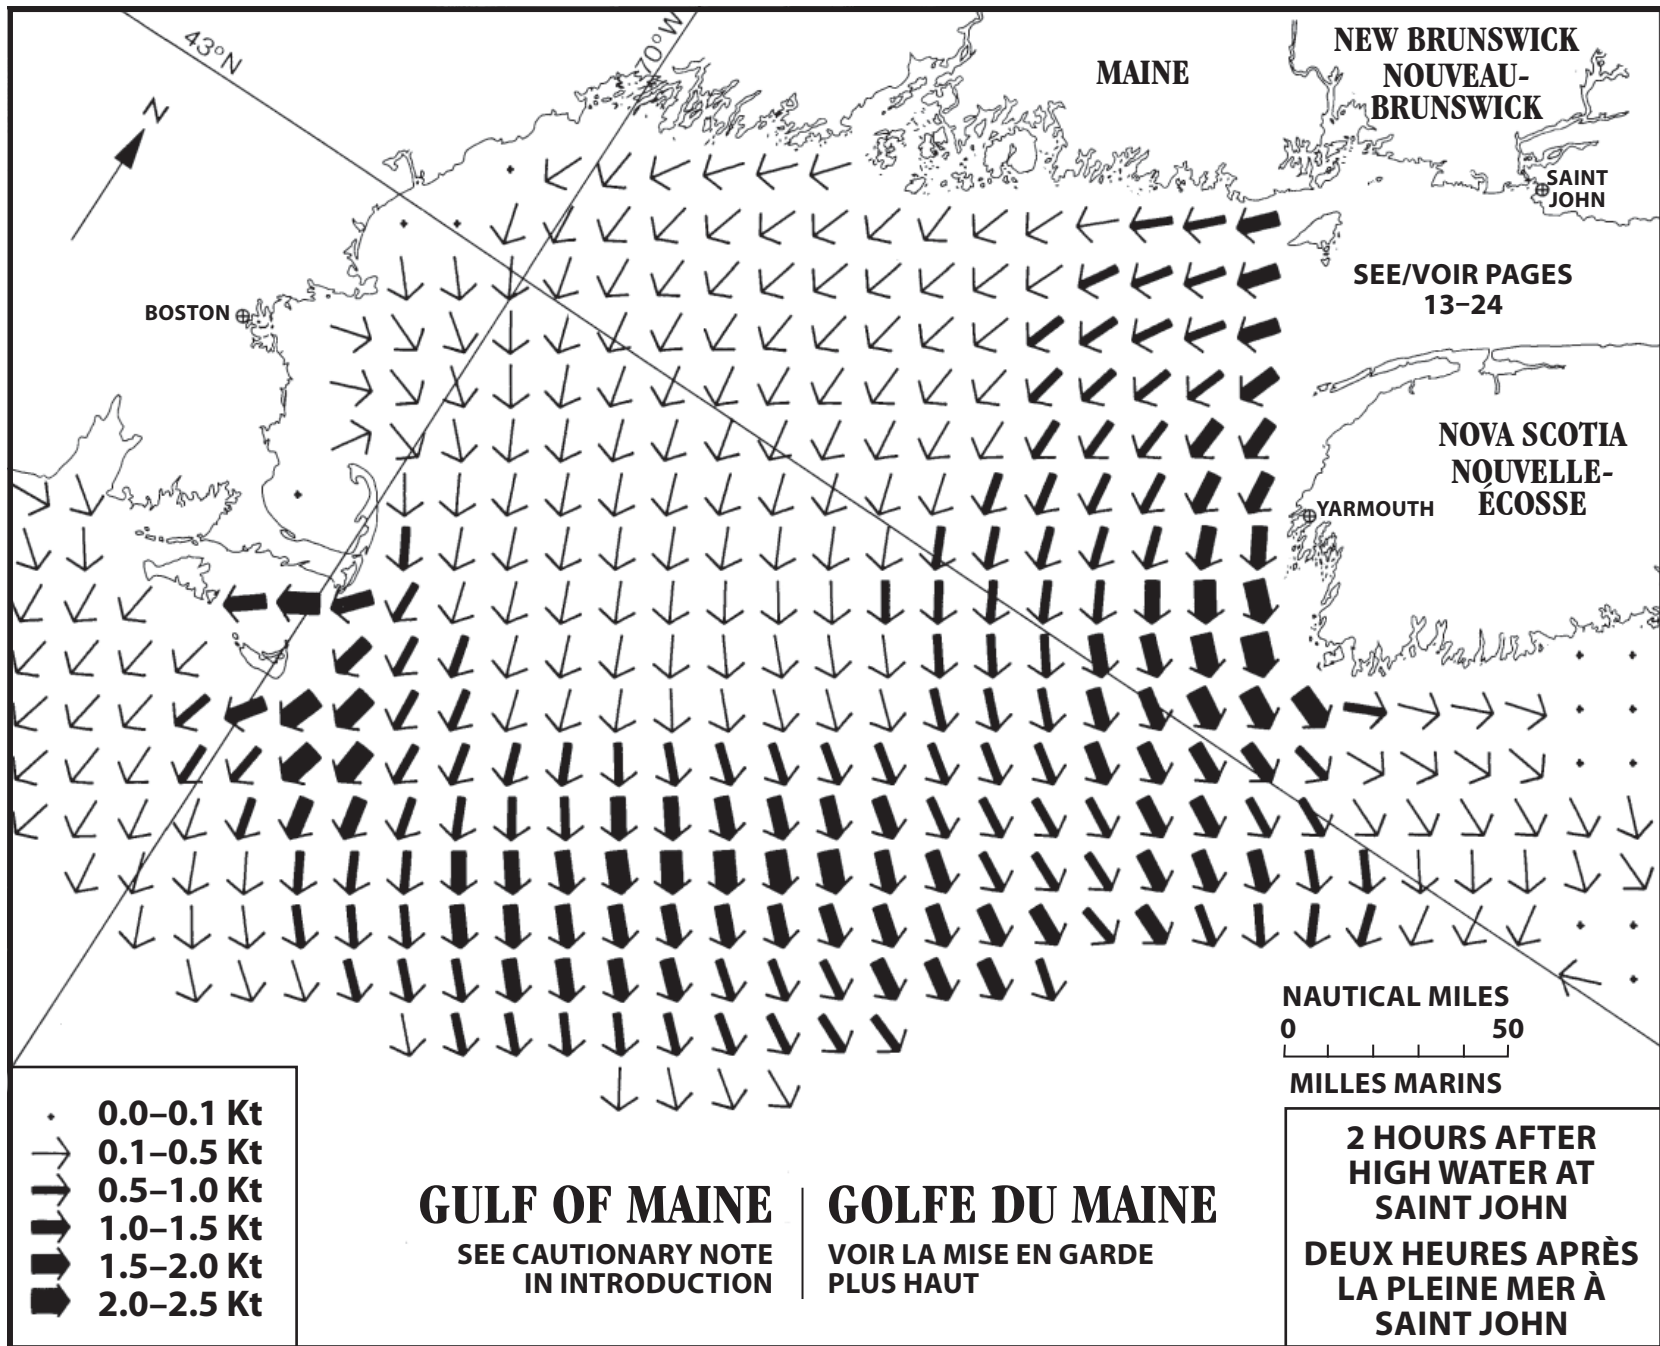 43°N
70°W
N
MAINE
NEW BRUNSWICK
NOUVEAU-
BRUNSWICK
SAINT
JOHN
SEE/VOIR PAGES
13–24
BOSTON
NOVA SCOTIA
NOUVELLE-
ÉCOSSE
YARMOUTH
NAUTICAL MILES
0 50
MILLES MARINS
0.0–0.1 Kt
0.1–0.5 Kt
0.5–1.0 Kt
1.0–1.5 Kt
1.5–2.0 Kt
2.0–2.5 Kt
GULF OF MAINE
SEE CAUTIONARY NOTE
IN INTRODUCTION
GOLFE DU MAINE
VOIR LA MISE EN GARDE
PLUS HAUT
2 HOURS AFTER
HIGH WATER AT
SAINT JOHN
DEUX HEURES APRÈS
LA PLEINE MER À
SAINT JOHN